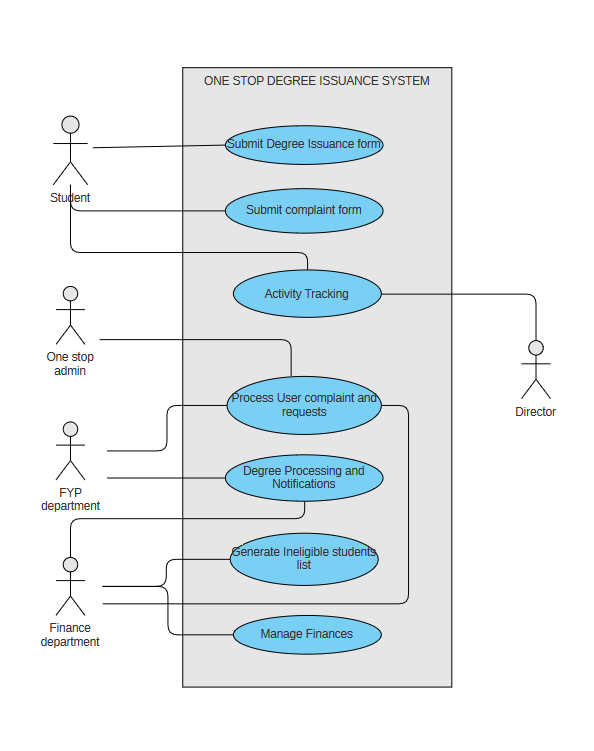 ONE STOP DEGREE ISSUANCE SYSTEM
Submit Degree Issuance form
Student
Submit complaint form
Activity Tracking
One stop
admin
Director
Process User complaint and
requests
FYP
department
Degree Processing and
Notifications
Generate Ineligible students
list
Finance
department
Manage Finances